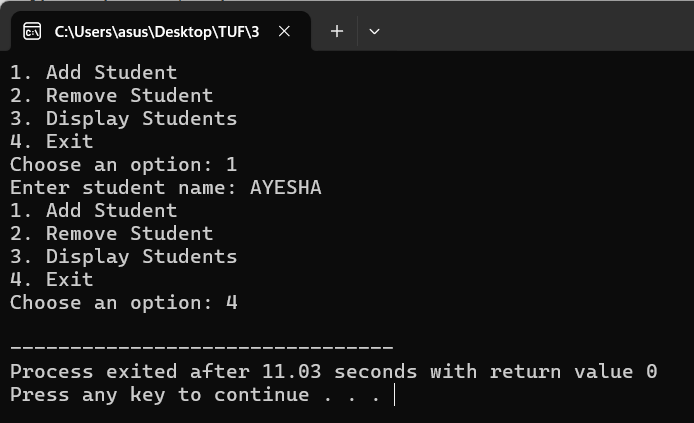 C:\Users\asus\Desktop\TUF\3
1. Add Student
2. Remove Student
3. Display Students
4. Exit
Choose an option: 1
Enter student name: AYESHA
1. Add Student
2. Remove Student
3. Display Students
4. Exit
Choose an option: 4
--------------------------------
Process exited after 11.03 seconds with return value 0
Press any key to continue . . .